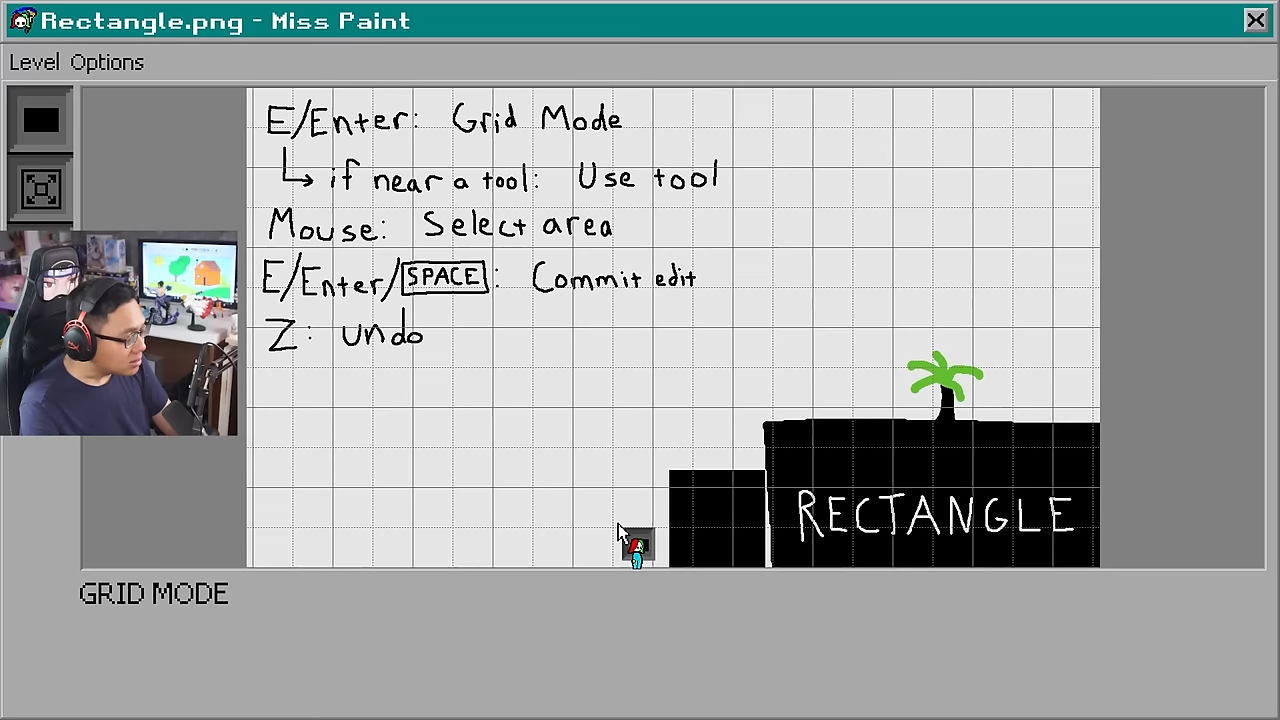 Rectangle.png - Miss Paint
Level Options
E/Enter: Grid Mode
if near a tool: Use tool
Mouse: Select area
E/Enter/SPACE: Commit edit
Z: undo
RECTANGLE
GRID MODE